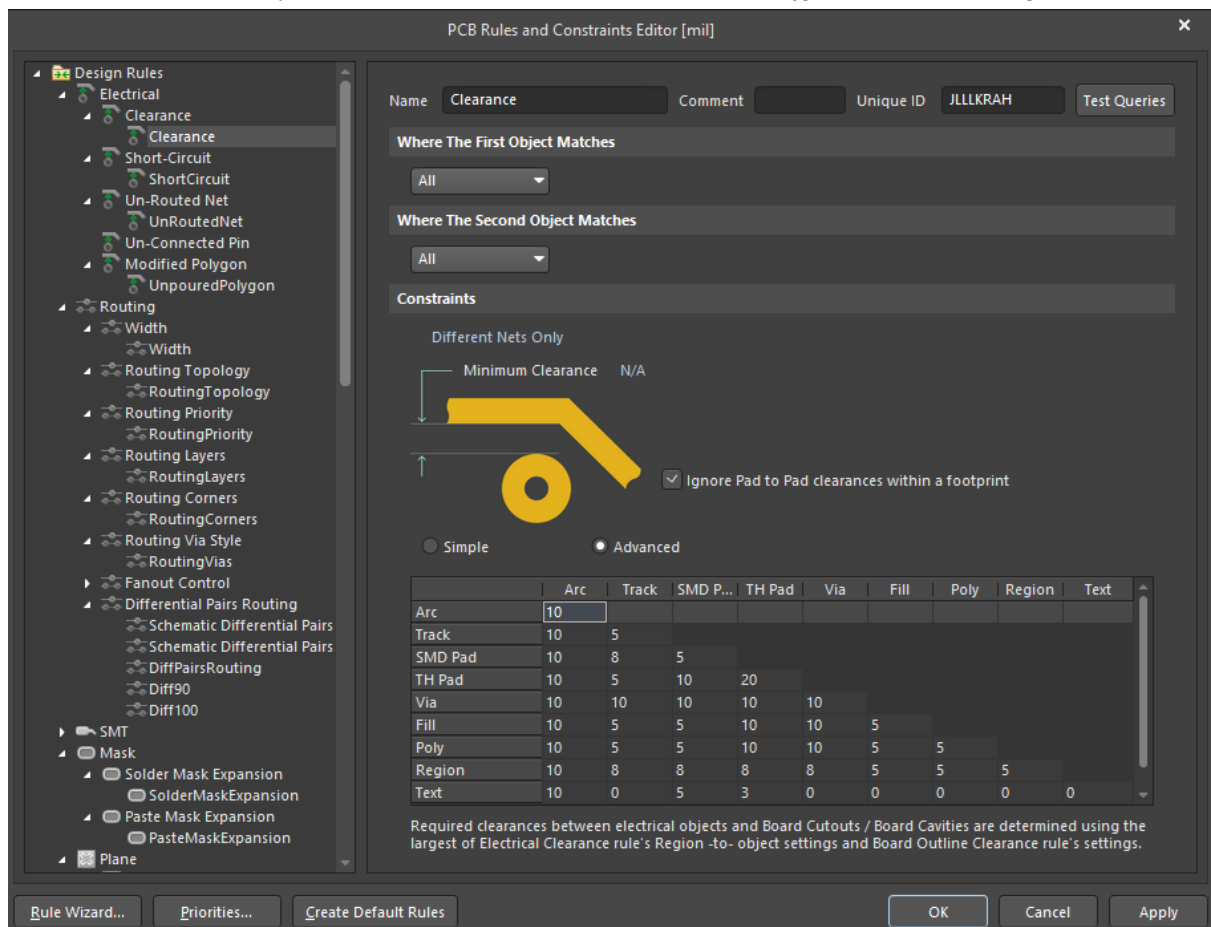 PCB Rules and Constraints Editor [mil]
Design Rules
Electrical
Clearance
Clearance
Short-Circuit
ShortCircuit
Un-Routed Net
UnRoutedNet
Un-Connected Pin
Modified Polygon
UnpouredPolygon
Routing
Width
Width
Routing Topology
RoutingTopology
Routing Priority
RoutingPriority
Routing Layers
RoutingLayers
Routing Corners
RoutingCorners
Routing Via Style
RoutingVias
Fanout Control
Differential Pairs Routing
Schematic Differential Pairs
Schematic Differential Pairs
DiffPairsRouting
Diff90
Diff100
SMT
Mask
Solder Mask Expansion
SolderMaskExpansion
Paste Mask Expansion
PasteMaskExpansion
Plane
Name Clearance Comment Unique ID JLLLKRAH Test Queries
Where The First Object Matches
All
Where The Second Object Matches
All
Constraints
Different Nets Only
Minimum Clearance N/A
Ignore Pad to Pad clearances within a footprint
Simple Advanced
Arc Track SMD P... TH Pad Via Fill Poly Region Text
Arc 10
Track 10 5
SMD Pad 10 8 5
TH Pad 10 5 10 20
Via 10 10 10 10 10
Fill 10 5 5 10 10 5
Poly 10 5 5 10 10 5 5
Region 10 8 8 8 8 5 5 5
Text 10 0 5 3 0 0 0 0 0
Required clearances between electrical objects and Board Cutouts / Board Cavities are determined using the
largest of Electrical Clearance rule's Region -to- object settings and Board Outline Clearance rule's settings.
Rule Wizard... Priorities... Create Default Rules OK Cancel Apply